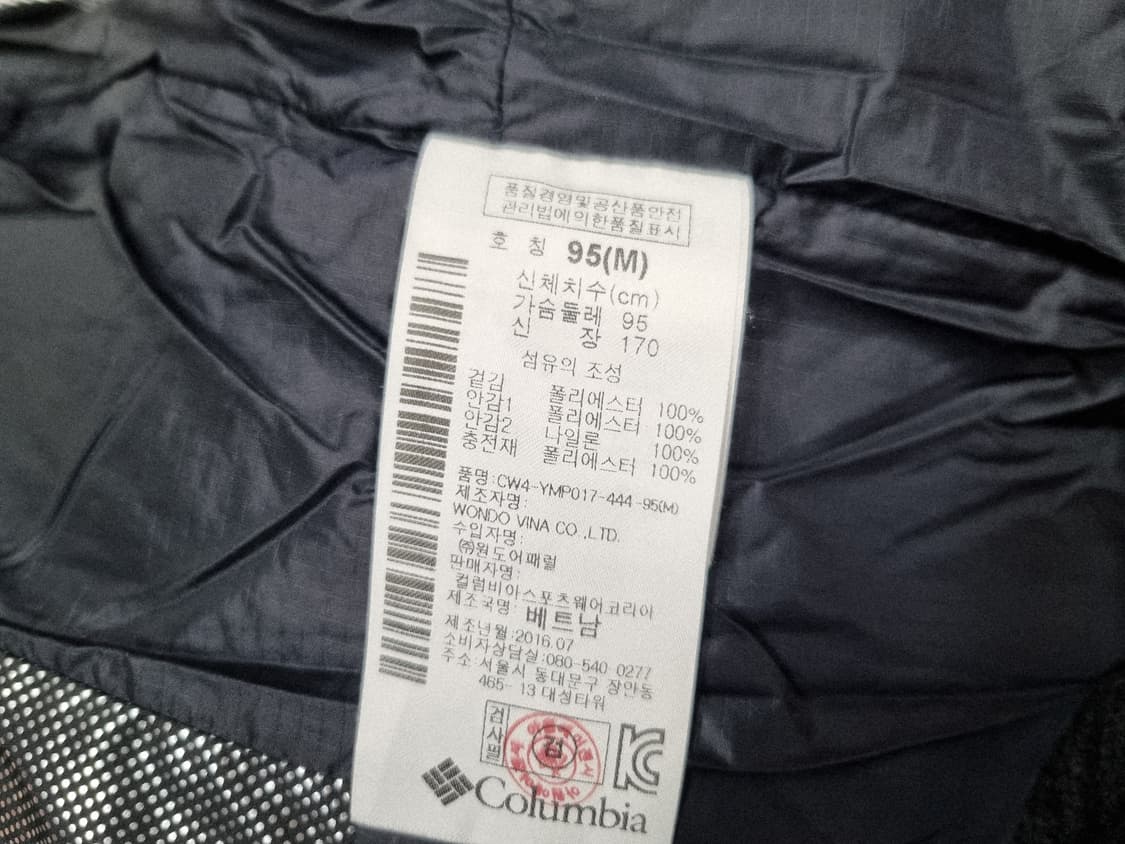 품질경영및공산품안전
관리법에의한품질표시
호 칭 95(M)
신체치수(cm)
가슴둘레 95
신 장 170
섬유의 조성
겉감 폴리에스터 100%
안감1 폴리에스터 100%
안감2 나일론 100%
충전재 폴리에스터 100%
품명:CW4-YMP017-444-95(M)
제조자명:
WONDO VINA CO.,LTD.
수입자명:
㈜원도어패럴
판매자명:
컬럼비아스포츠웨어코리아
제조국명: 베트남
제조년월:2016.07
소비자상담실:080-540-0277
주소:서울시 동대문구 장안동
465-13 대성타워
검사필
검
Columbia